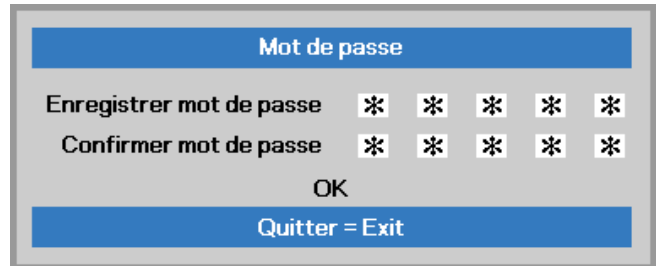 Mot de passe
Enregistrer mot de passe * * * * *
Confirmer mot de passe * * * * *
OK
Quitter = Exit